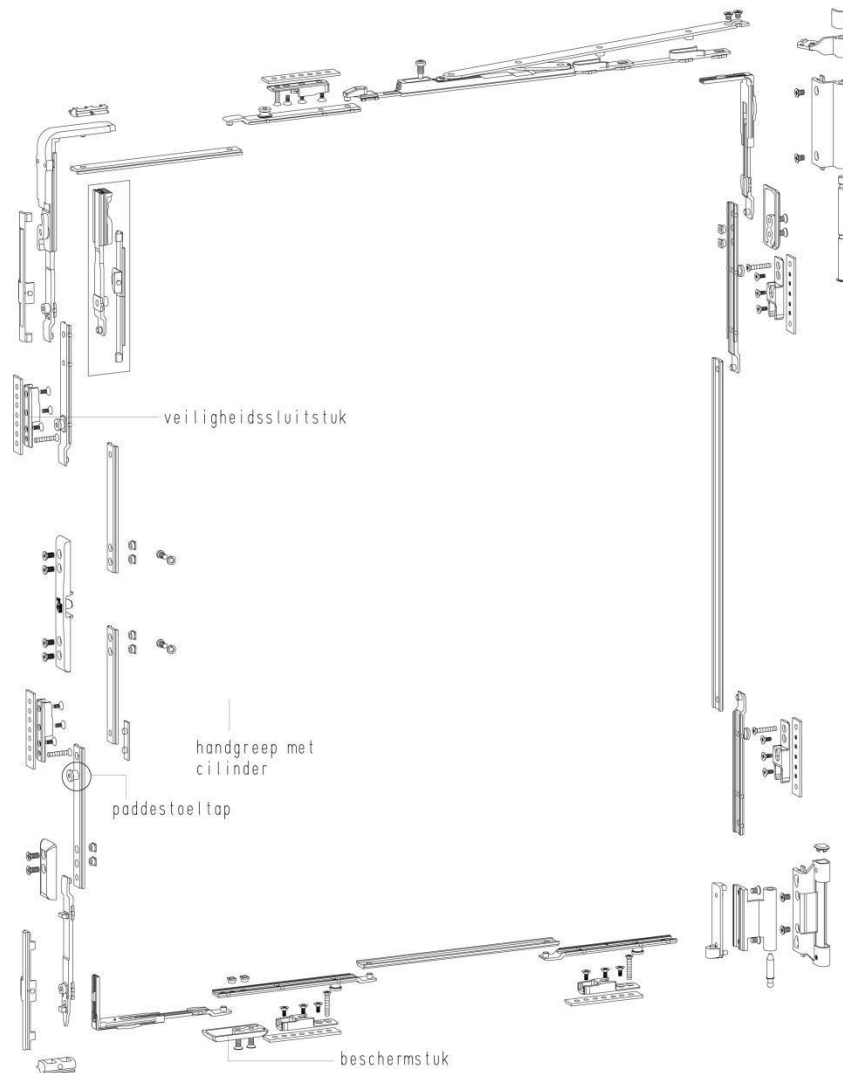 veiligheidssluitstuk
handgreep met
cilinder
paddestoeltap
beschermstuk